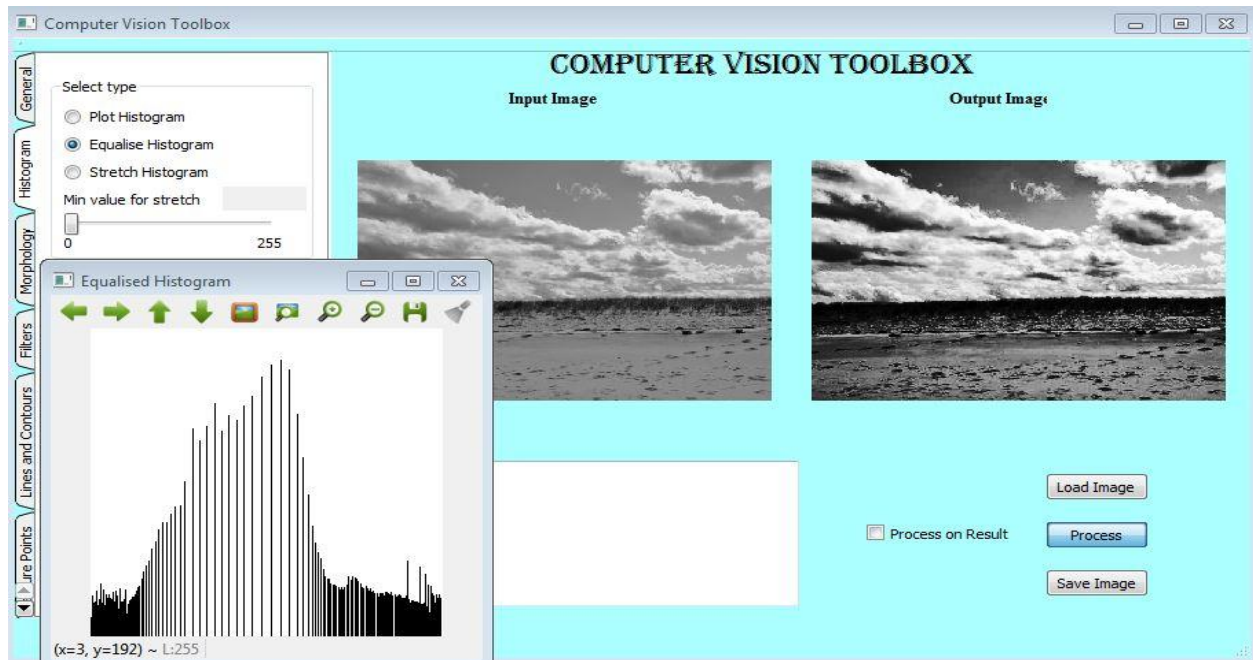 Computer Vision Toolbox
COMPUTER VISION TOOLBOX
General
Histogram
Morphology
Filters
Lines and Contours
ure Points
Select type
Plot Histogram
Equalise Histogram
Stretch Histogram
Min value for stretch
0 255
Input Image
Output Image
Equalised Histogram
(x=3, y=192) ~ L:255
Load Image
Process on Result
Process
Save Image